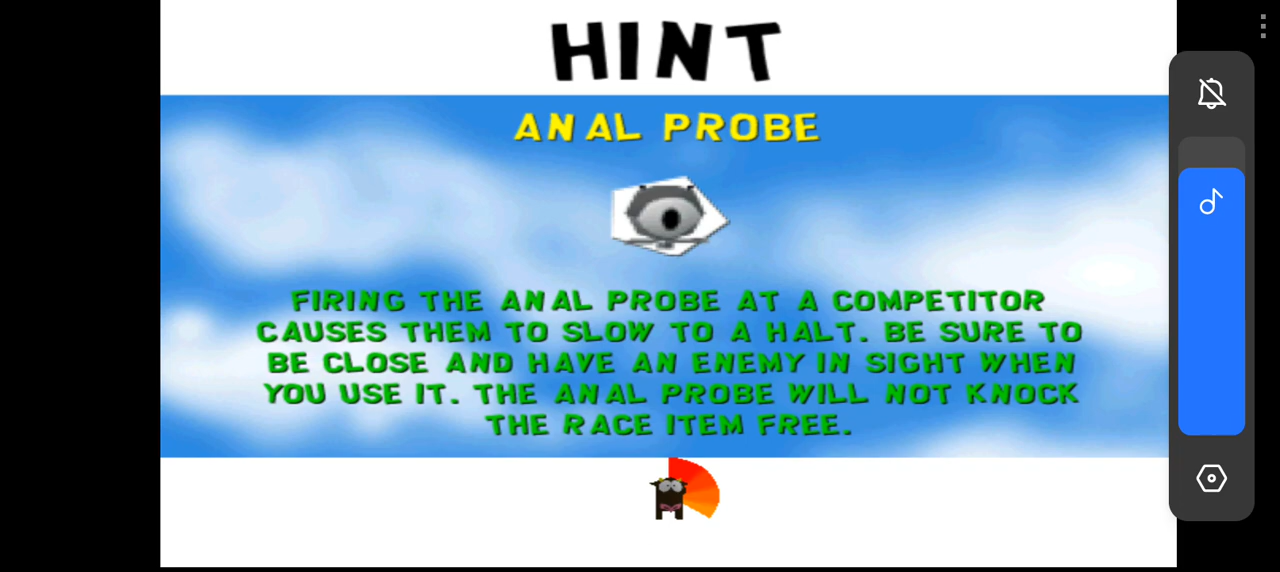 HINT
ANAL PROBE
FIRING THE ANAL PROBE AT A COMPETITOR
CAUSES THEM TO SLOW TO A HALT. BE SURE TO
BE CLOSE AND HAVE AN ENEMY IN SIGHT WHEN
YOU USE IT. THE ANAL PROBE WILL NOT KNOCK
THE RACE ITEM FREE.